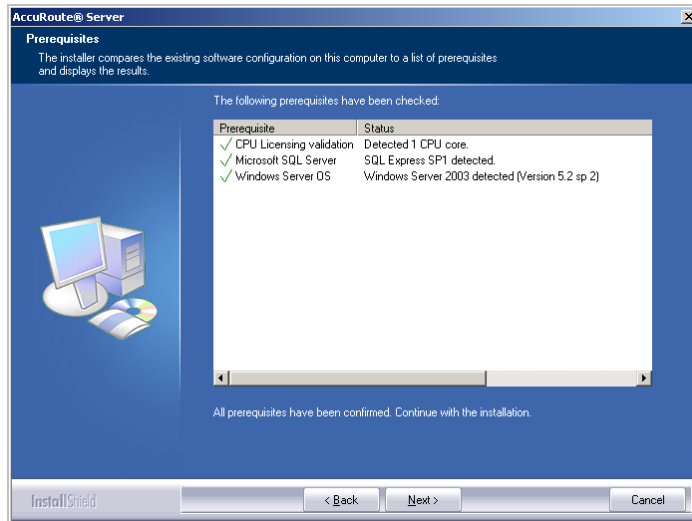 AccuRoute® Server
Prerequisites
The installer compares the existing software configuration on this computer to a list of prerequisites
and displays the results.
The following prerequisites have been checked:
Prerequisite Status
CPU Licensing validation Detected 1 CPU core.
Microsoft SQL Server SQL Express SP1 detected.
Windows Server OS Windows Server 2003 detected (Version 5.2 sp 2)
All prerequisites have been confirmed. Continue with the installation.
InstallShield
< Back Next > Cancel